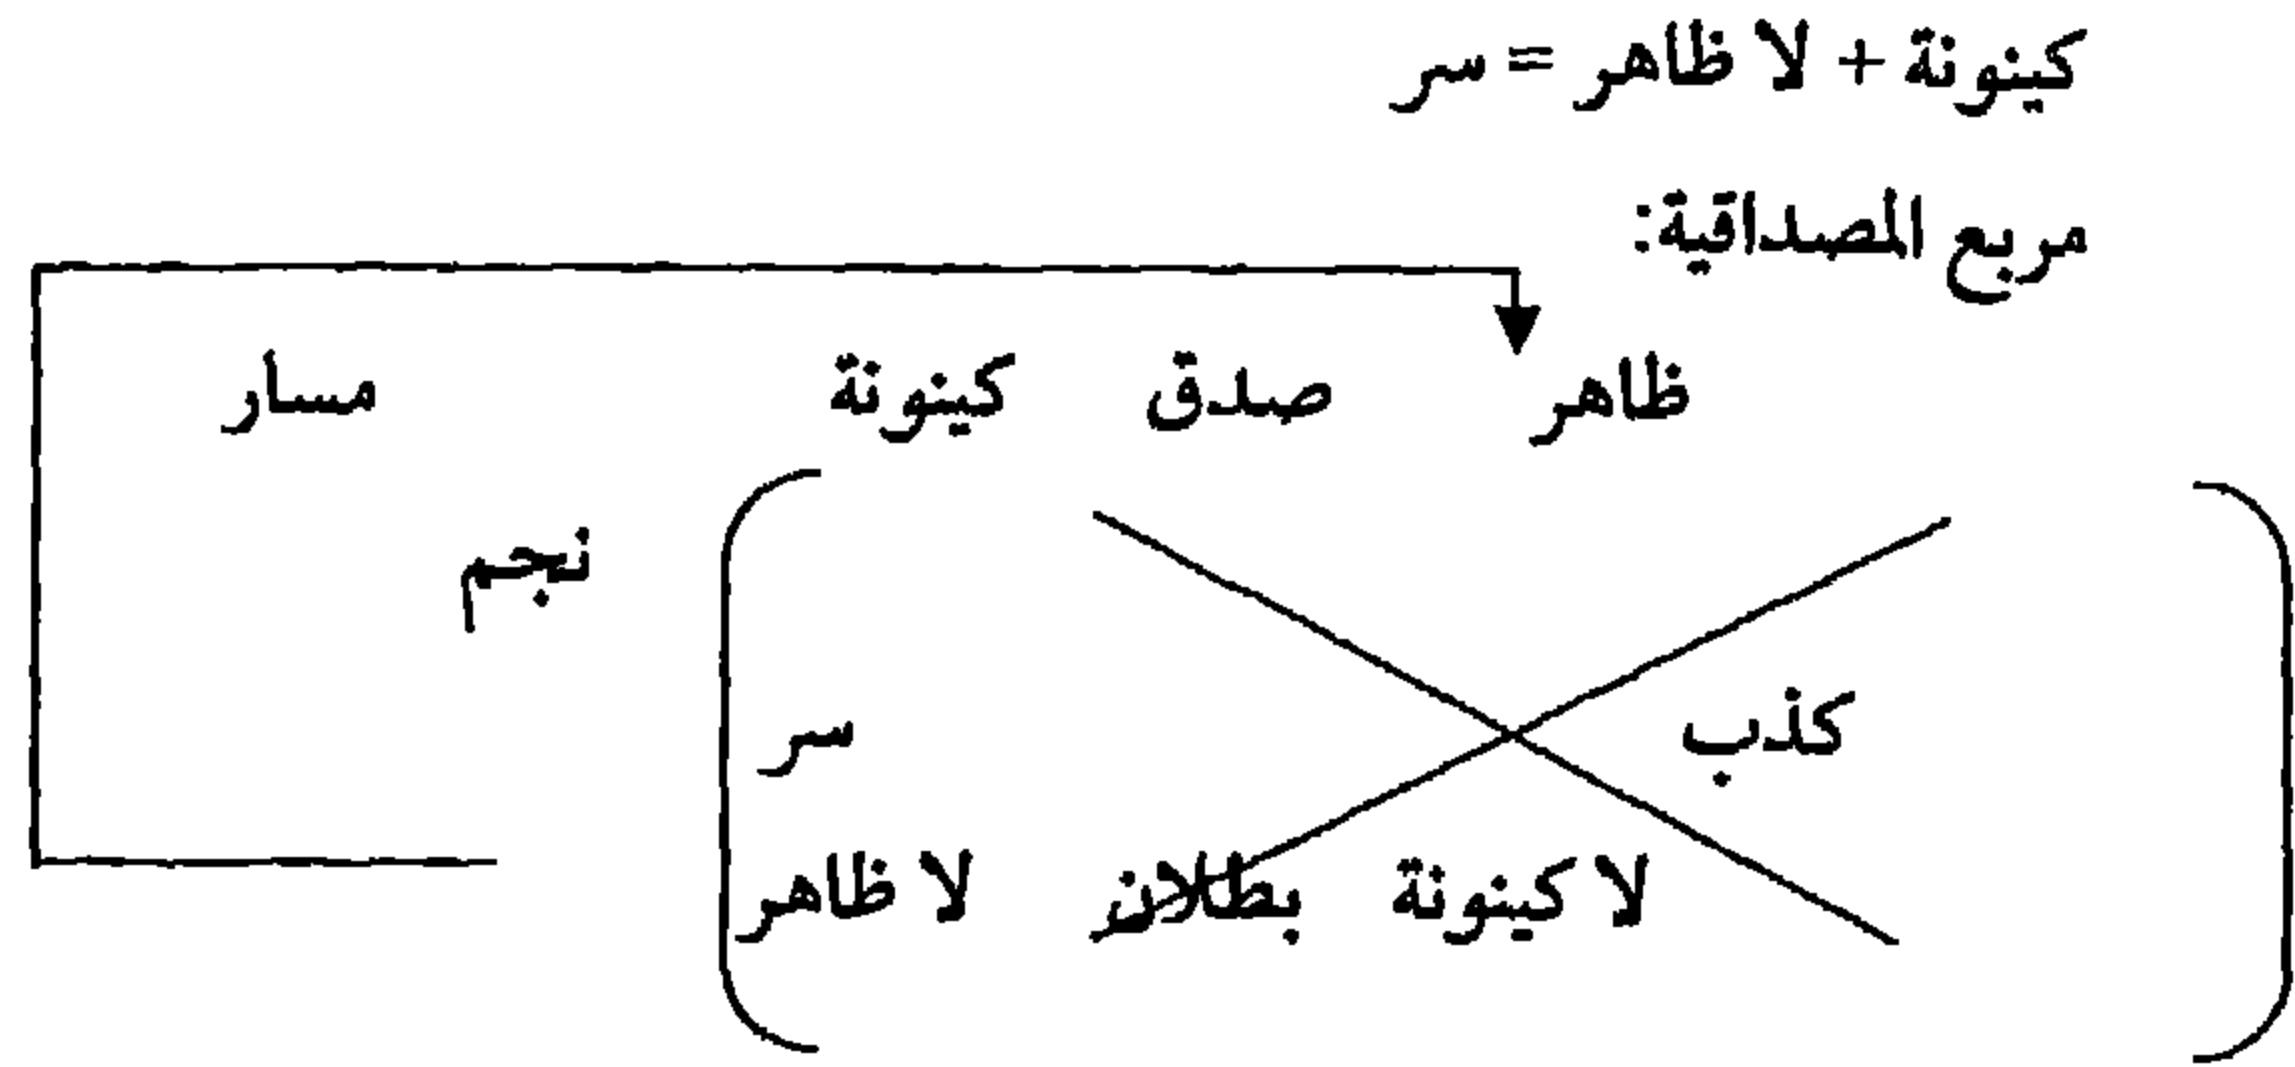 كينونة + لا ظاهر = سر
مربع المصداقية:
ظاهر صدق كينونة مسار
نجم
كذب سر
لا كينونة بطلان لا ظاهر